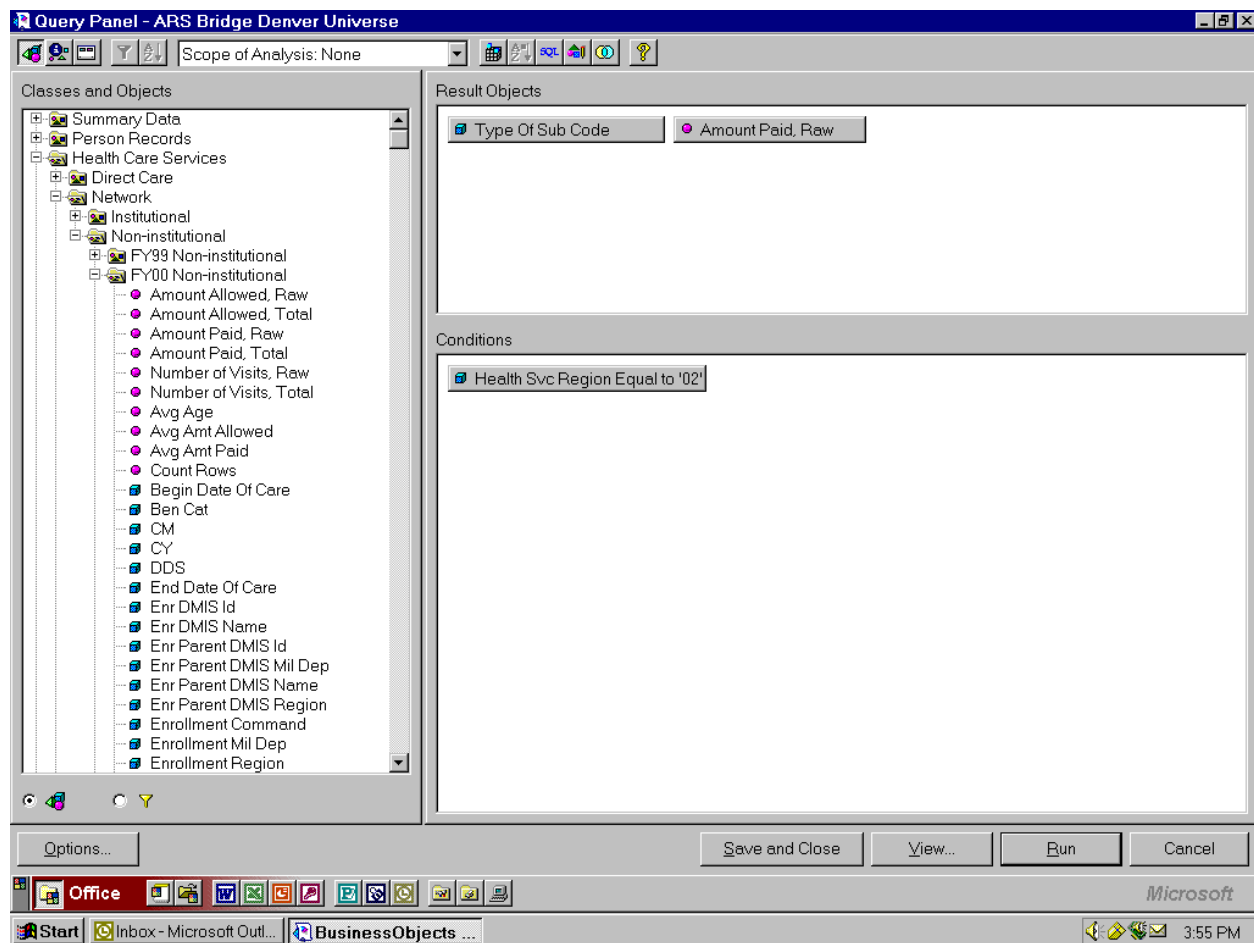 Query Panel - ARS Bridge Denver Universe
Scope of Analysis: None
SQL
Classes and Objects
Summary Data
Person Records
Health Care Services
Direct Care
Network
Institutional
Non-institutional
FY99 Non-institutional
FY00 Non-institutional
Amount Allowed, Raw
Amount Allowed, Total
Amount Paid, Raw
Amount Paid, Total
Number of Visits, Raw
Number of Visits, Total
Avg Age
Avg Amt Allowed
Avg Amt Paid
Count Rows
Begin Date Of Care
Ben Cat
CM
CY
DDS
End Date Of Care
Enr DMIS Id
Enr DMIS Name
Enr Parent DMIS Id
Enr Parent DMIS Mil Dep
Enr Parent DMIS Name
Enr Parent DMIS Region
Enrollment Command
Enrollment Mil Dep
Enrollment Region
Result Objects
Type Of Sub Code
Amount Paid, Raw
Conditions
Health Svc Region Equal to '02'
Options...
Save and Close
View...
Run
Cancel
Office
Microsoft
Start
Inbox - Microsoft Outl...
BusinessObjects ...
3:55 PM